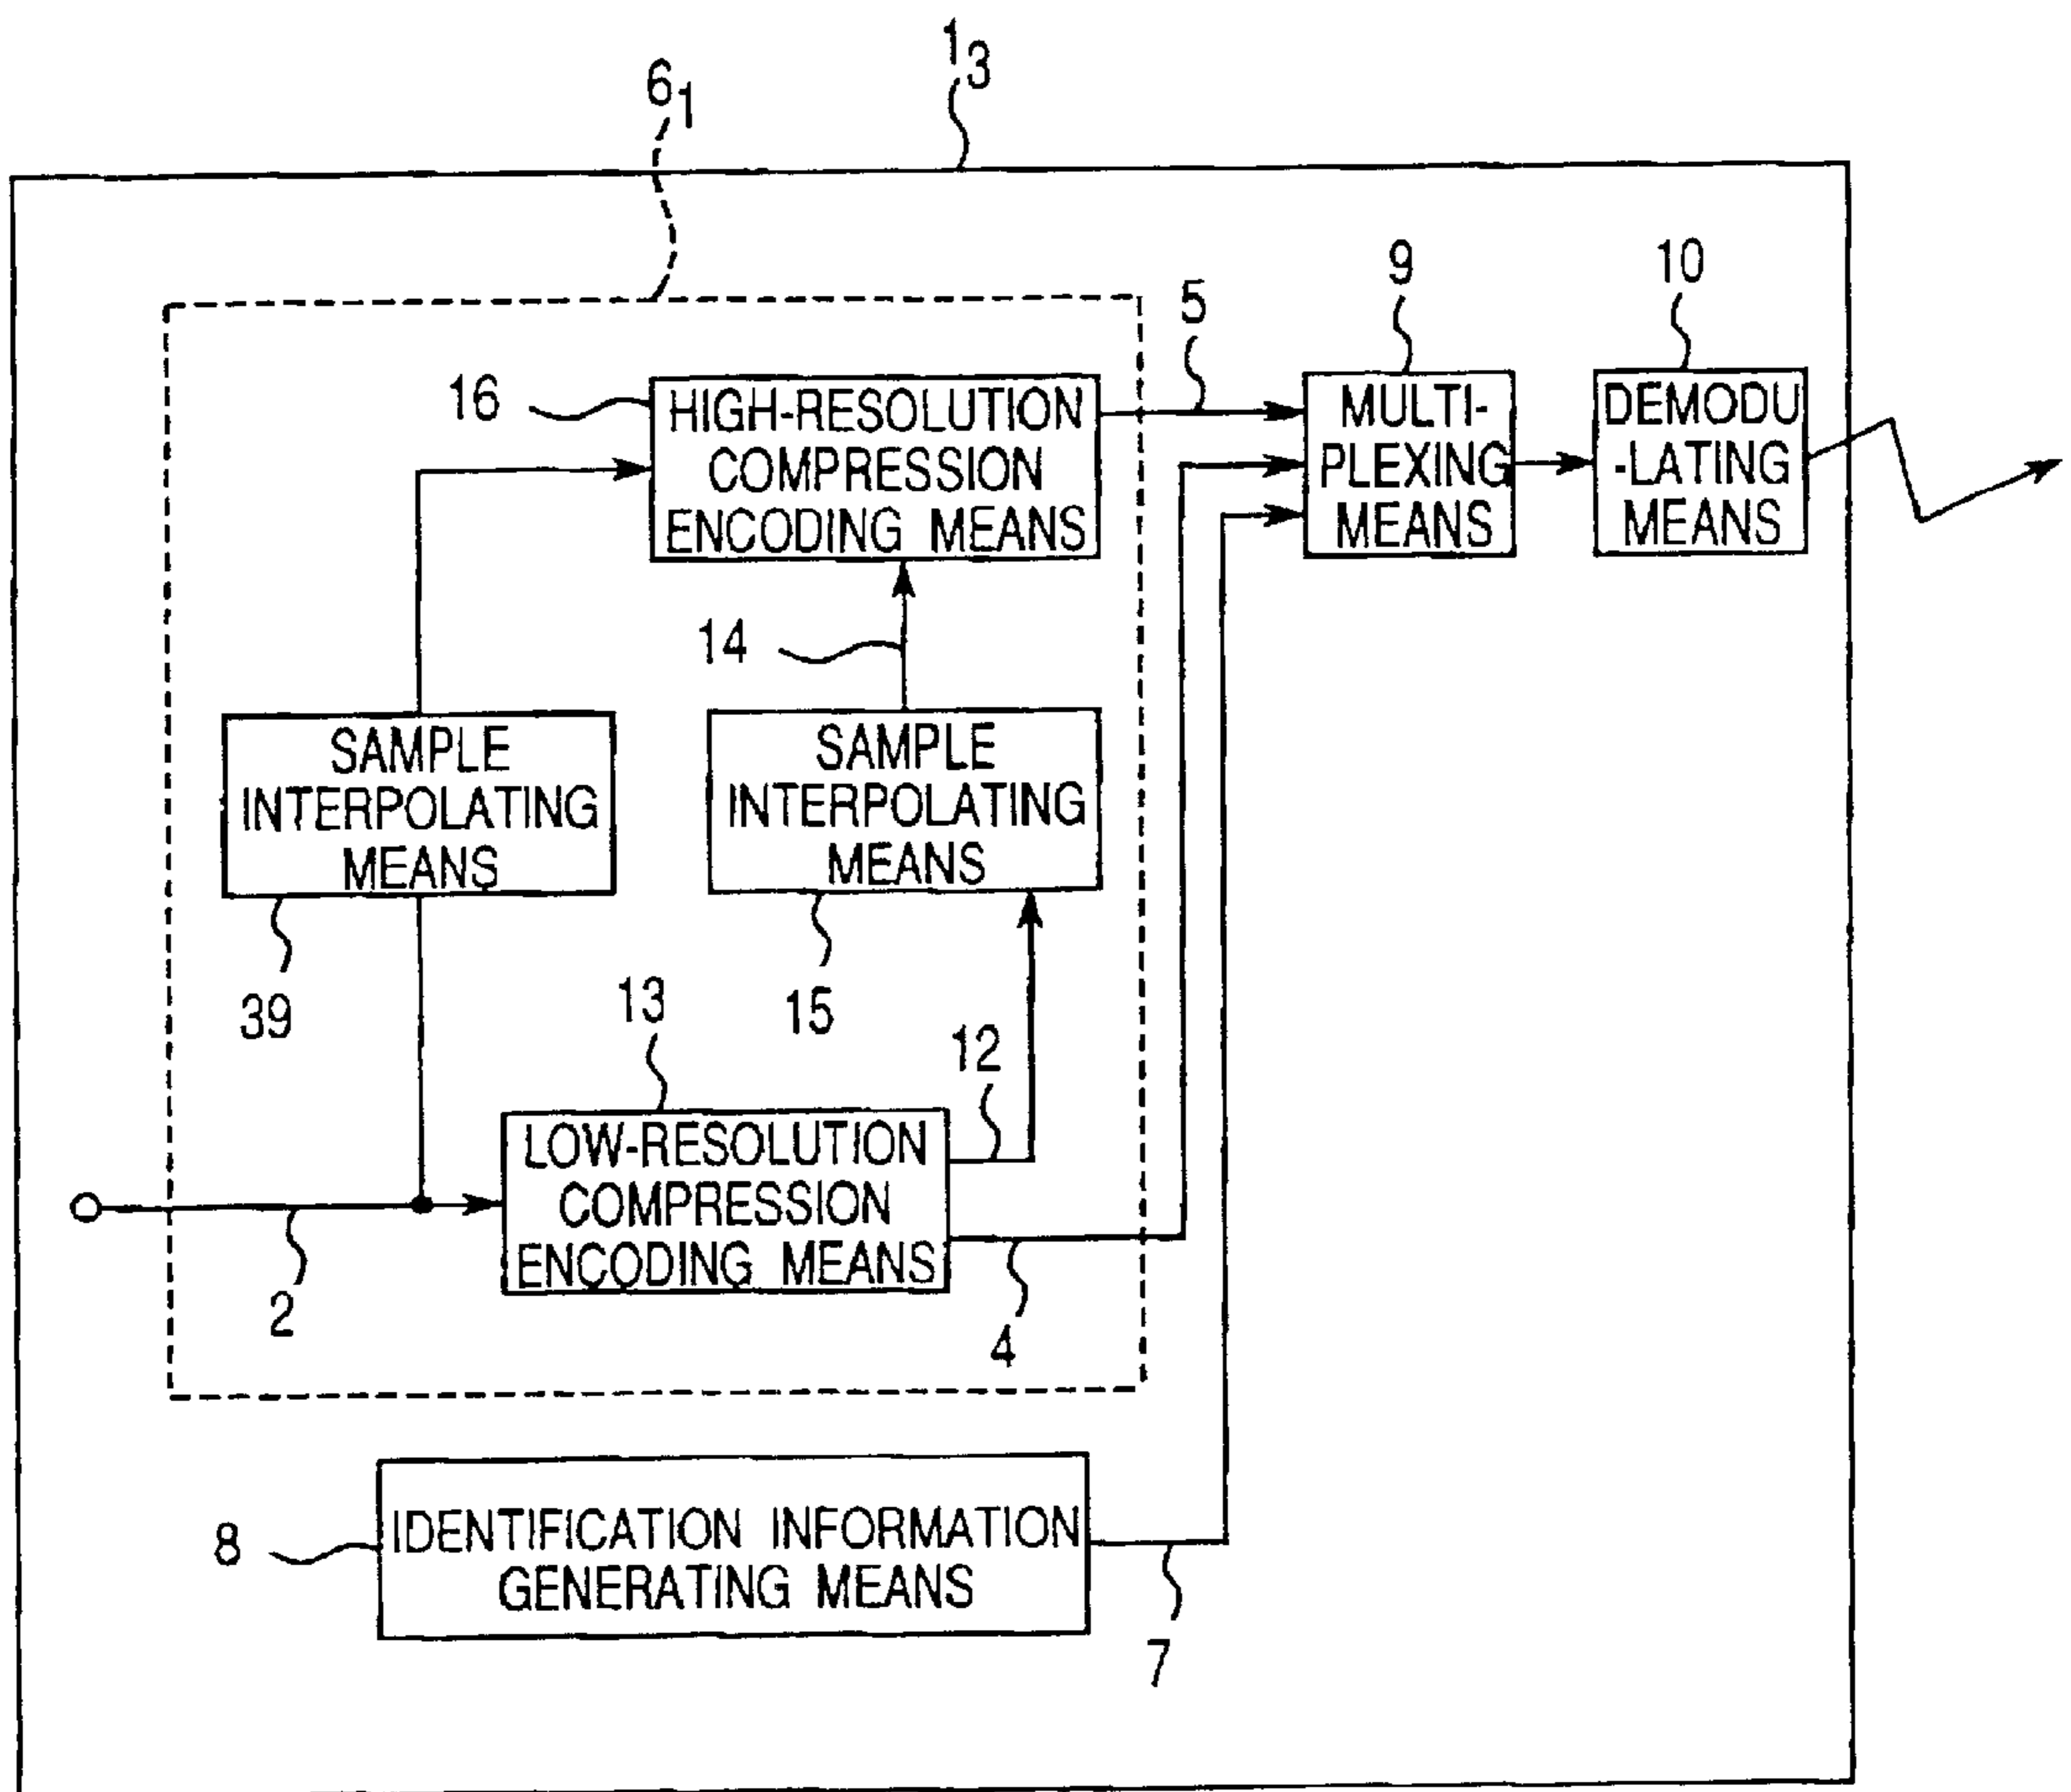 1₃
6₁
9
10
5
16
HIGH-RESOLUTION
COMPRESSION
ENCODING MEANS
MULTI-
PLEXING
MEANS
DEMODU
-LATING
MEANS
14
SAMPLE
INTERPOLATING
MEANS
SAMPLE
INTERPOLATING
MEANS
39
13
15
12
LOW-RESOLUTION
COMPRESSION
ENCODING MEANS
2
4
8
IDENTIFICATION INFORMATION
GENERATING MEANS
7